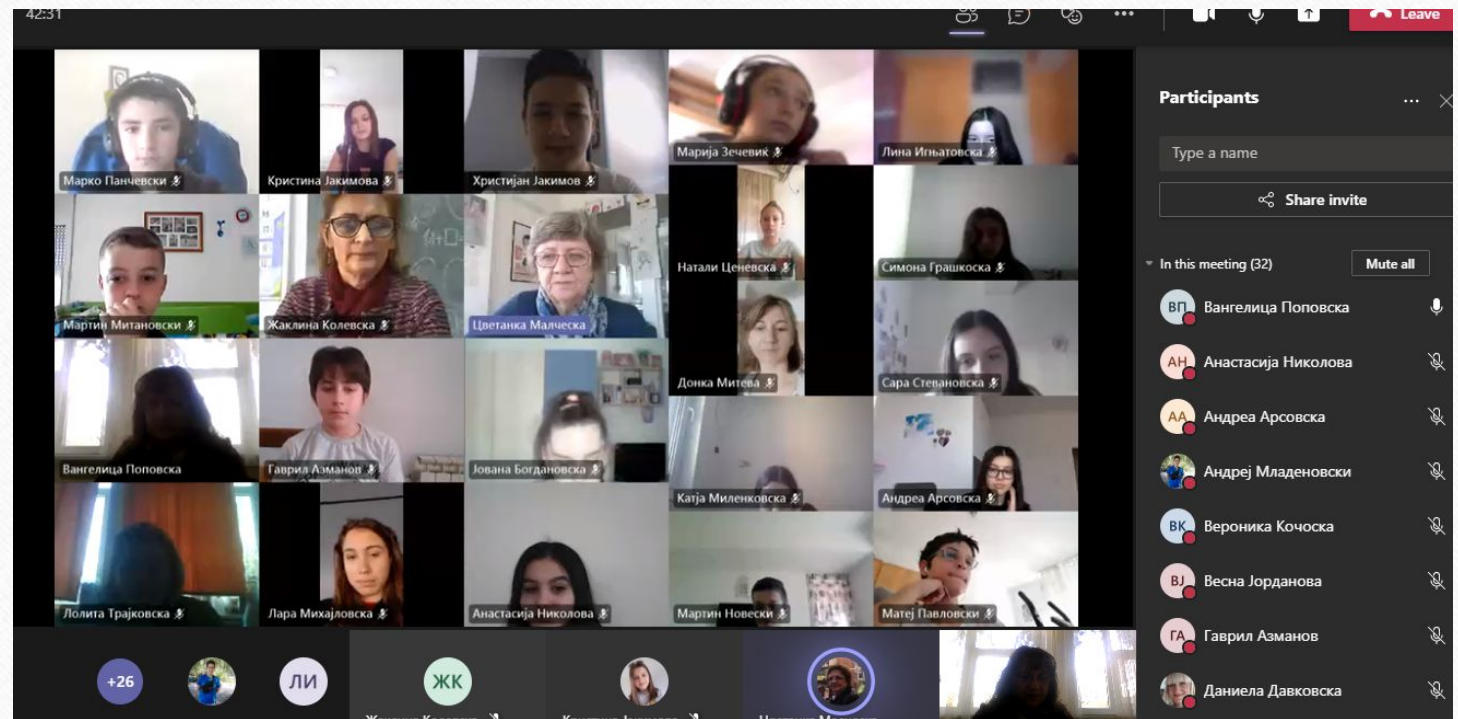 42:31
Leave
Марко Панчевски
Кристина Јакимова
Христијан Јакимов
Марија Зечевиќ
Лина Игњатовска
Мартин Митановски
Жаклина Колевска
Цветанка Малческа
Натали Ценевска
Симона Грашкоска
Донка Митева
Сара Стевановска
Вангелица Поповска
Гаврил Азманов
Јована Богдановска
Катја Миленковска
Андреа Арсовска
Лолита Трајковска
Лара Михајловска
Анастасија Николова
Мартин Новески
Матеј Павловски
+26
ЛИ
ЖК
Participants
Type a name
Share invite
In this meeting (32)
Mute all
ВП Вангелица Поповска
АН Анастасија Николова
АА Андреа Арсовска
Андреј Младеновски
ВК Вероника Кочоска
ВЈ Весна Јорданова
ГА Гаврил Азманов
Даниела Давковска